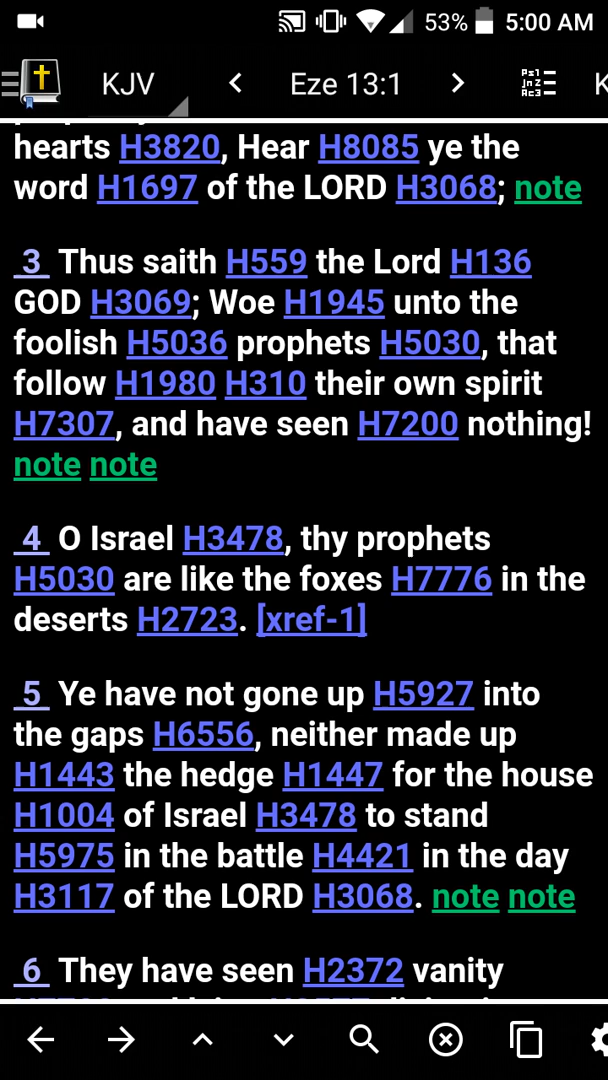 53% 5:00 AM
KJV Eze 13:1
hearts H3820, Hear H8085 ye the
word H1697 of the LORD H3068; note
3 Thus saith H559 the Lord H136
GOD H3069; Woe H1945 unto the
foolish H5036 prophets H5030, that
follow H1980 H310 their own spirit
H7307, and have seen H7200 nothing!
note note
4 O Israel H3478, thy prophets
H5030 are like the foxes H7776 in the
deserts H2723. [xref-1]
5 Ye have not gone up H5927 into
the gaps H6556, neither made up
H1443 the hedge H1447 for the house
H1004 of Israel H3478 to stand
H5975 in the battle H4421 in the day
H3117 of the LORD H3068. note note
6 They have seen H2372 vanity